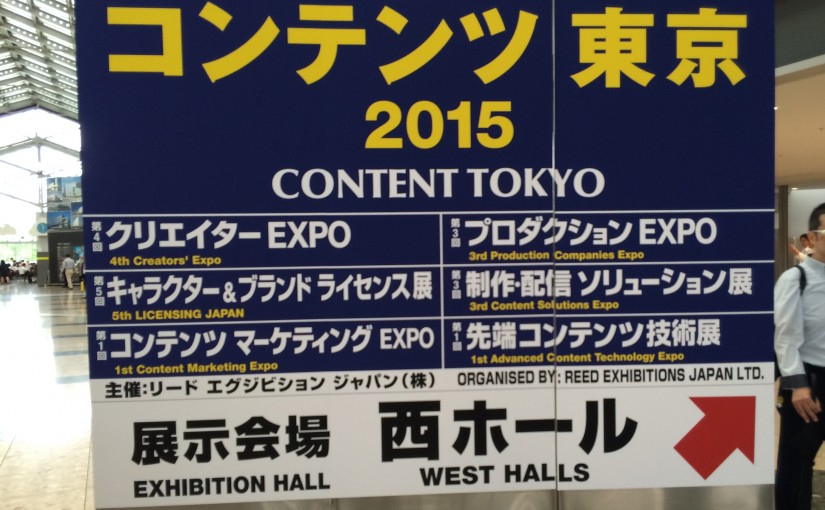 コンテンツ 東京
2015
CONTENT TOKYO
第4回 クリエイター EXPO
4th Creators' Expo
第3回 プロダクション EXPO
3rd Production Companies Expo
第5回 キャラクター&ブランド ライセンス展
5th LICENSING JAPAN
第3回 制作・配信 ソリューション展
3rd Content Solutions Expo
第1回 コンテンツ マーケティング EXPO
1st Content Marketing Expo
第1回 先端コンテンツ技術展
1st Advanced Content Technology Expo
主催:リード エグジビション ジャパン(株) ORGANISED BY: REED EXHIBITIONS JAPAN LTD.
展示会場 西ホール
EXHIBITION HALL WEST HALLS